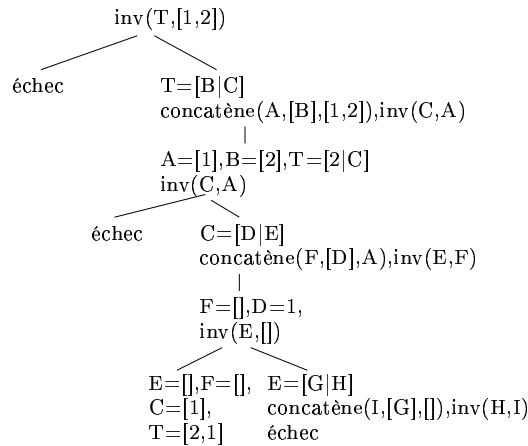 inv(T,[1,2])
échec
T=[B|C]
concatène(A,[B],[1,2]),inv(C,A)
A=[1],B=[2],T=[2|C]
inv(C,A)
échec
C=[D|E]
concatène(F,[D],A),inv(E,F)
F=[],D=1,
inv(E,[])
E=[],F=[],
C=[1],
T=[2,1]
E=[G|H]
concatène(I,[G],[]),inv(H,I)
échec